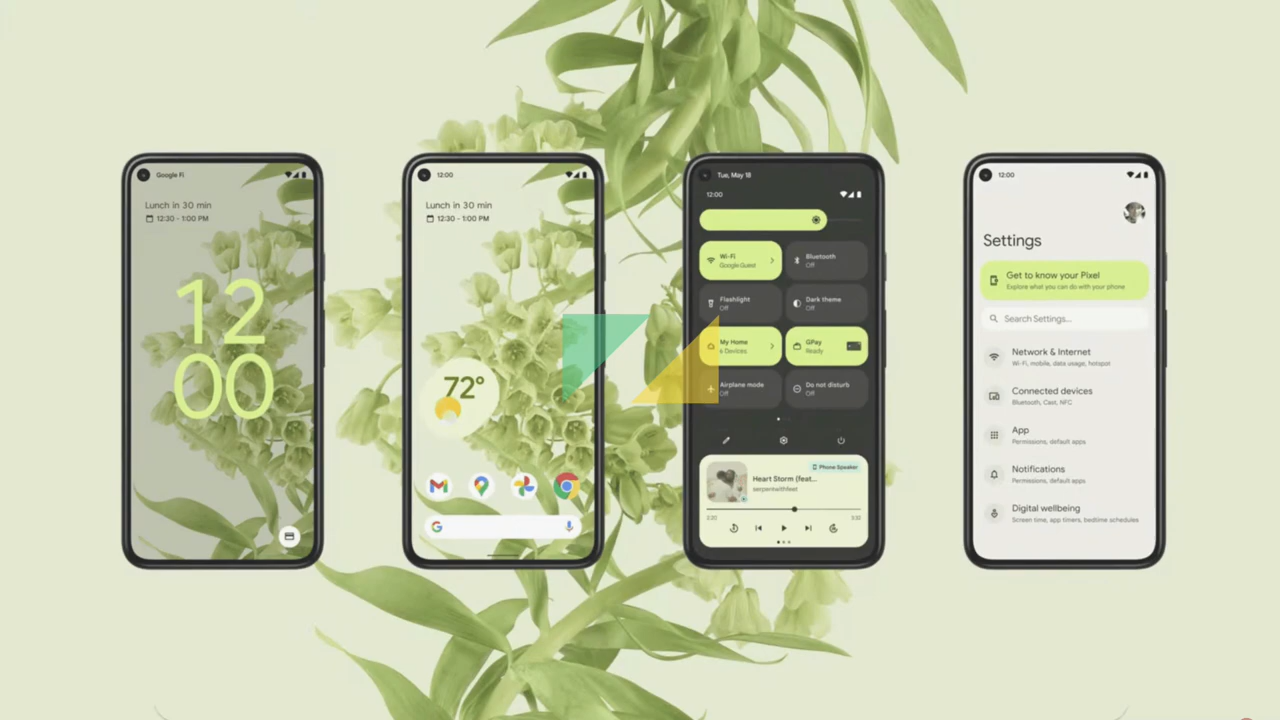 Google Fi
Lunch in 30 min
12:30 - 1:00 PM
12
00
12:00
Lunch in 30 min
12:30 - 1:00 PM
72°
Tue, May 18
12:00
Wi-Fi
Google Guest
Bluetooth
Off
Flashlight
Off
Dark theme
Off
My Home
6 Devices
GPay
Ready
Airplane mode
Off
Do not disturb
Off
Phone Speaker
Heart Storm (feat...
serpentwithfeet
12:00
Settings
Get to know your Pixel
Explore what you can do with your phone
Search Settings...
Network & Internet
Wi-Fi, mobile, data usage, hotspot
Connected devices
Bluetooth, Cast, NFC
App
Permissions, default apps
Notifications
Permissions, default apps
Digital wellbeing
Screen time, app timers, bedtime schedules